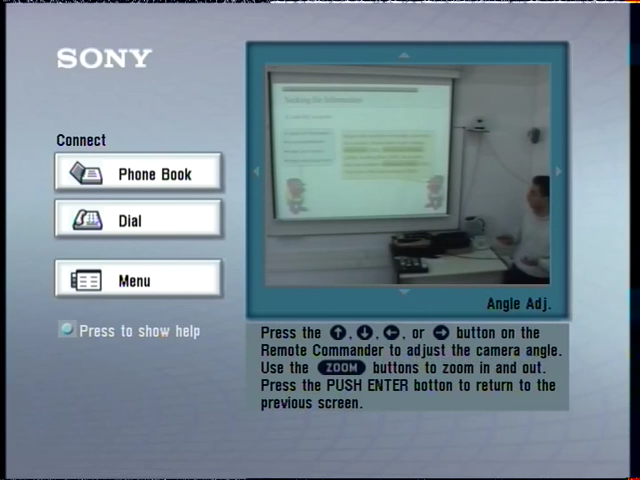 SONY
Connect
Phone Book
Dial
Menu
Press to show help
Angle Adj.
Press the , , , or button on the
Remote Commander to adjust the camera angle.
Use the ZOOM buttons to zoom in and out.
Press the PUSH ENTER botton to return to the
previous screen.